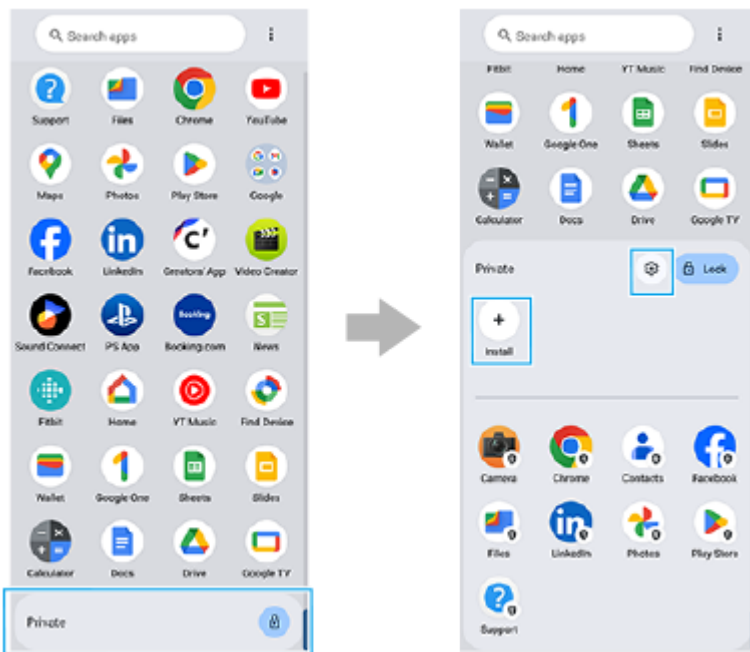 Search apps
Support Files Chrome YouTube
Maps Photos Play Store Google
Facebook LinkedIn Creators' App Video Creator
Sound Connect PS App Booking.com News
Fitbit Home YT Music Find Device
Wallet Google One Sheets Slides
Calculator Docs Drive Google TV
Private
Search apps
Fitbit Home YT Music Find Device
Wallet Google One Sheets Slides
Calculator Docs Drive Google TV
Private Lock
Install
Camera Chrome Contacts Facebook
Files LinkedIn Photos Play Store
Support